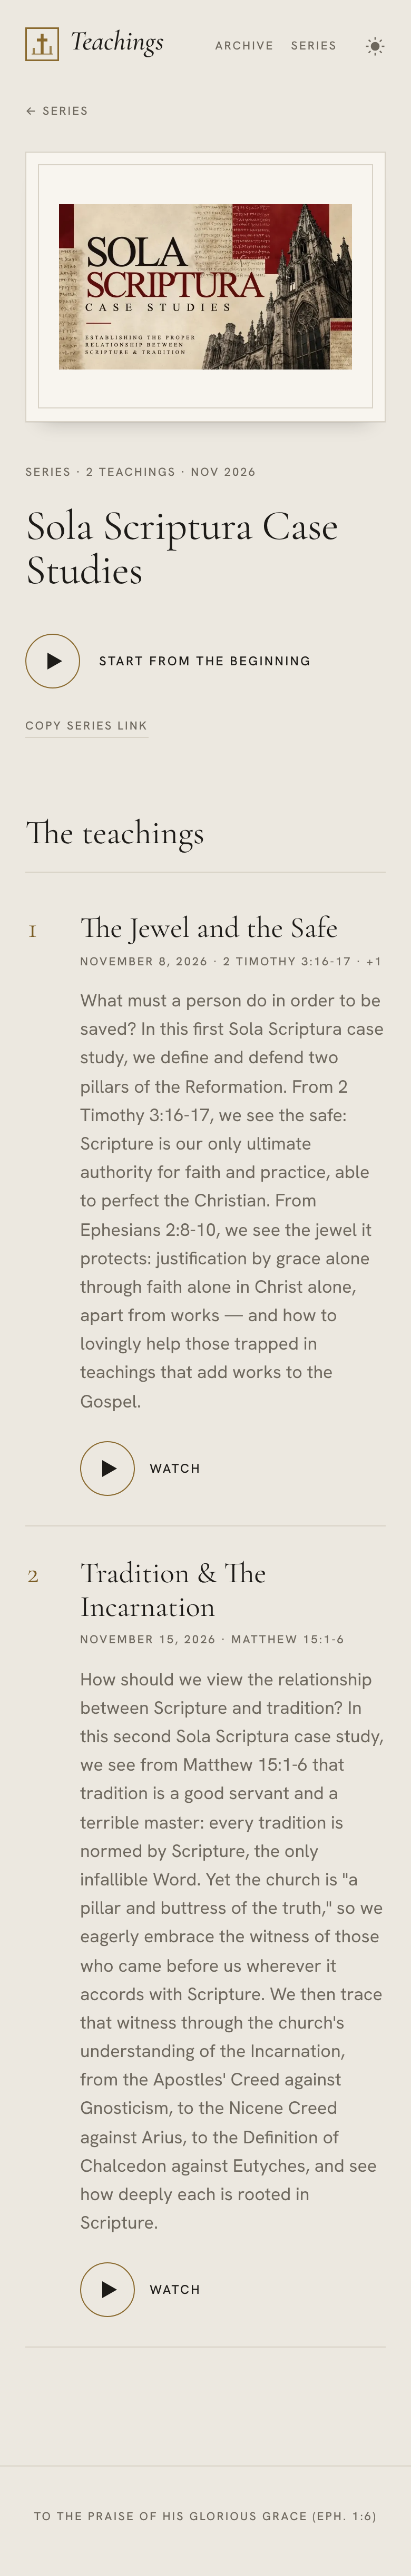 Teachings
ARCHIVE SERIES
← SERIES
SOLA
SCRIPTURA
CASE STUDIES
ESTABLISHING THE PROPER
RELATIONSHIP BETWEEN
SCRIPTURE & TRADITION
SERIES · 2 TEACHINGS · NOV 2026
Sola Scriptura Case
Studies
START FROM THE BEGINNING
COPY SERIES LINK
The teachings
1
The Jewel and the Safe
NOVEMBER 8, 2026 · 2 TIMOTHY 3:16-17 · +1
What must a person do in order to be
saved? In this first Sola Scriptura case
study, we define and defend two
pillars of the Reformation. From 2
Timothy 3:16-17, we see the safe:
Scripture is our only ultimate
authority for faith and practice, able
to perfect the Christian. From
Ephesians 2:8-10, we see the jewel it
protects: justification by grace alone
through faith alone in Christ alone,
apart from works — and how to
lovingly help those trapped in
teachings that add works to the
Gospel.
WATCH
2
Tradition & The
Incarnation
NOVEMBER 15, 2026 · MATTHEW 15:1-6
How should we view the relationship
between Scripture and tradition? In
this second Sola Scriptura case study,
we see from Matthew 15:1-6 that
tradition is a good servant and a
terrible master: every tradition is
normed by Scripture, the only
infallible Word. Yet the church is "a
pillar and buttress of the truth," so we
eagerly embrace the witness of those
who came before us wherever it
accords with Scripture. We then trace
that witness through the church's
understanding of the Incarnation,
from the Apostles' Creed against
Gnosticism, to the Nicene Creed
against Arius, to the Definition of
Chalcedon against Eutyches, and see
how deeply each is rooted in
Scripture.
WATCH
TO THE PRAISE OF HIS GLORIOUS GRACE (EPH. 1:6)